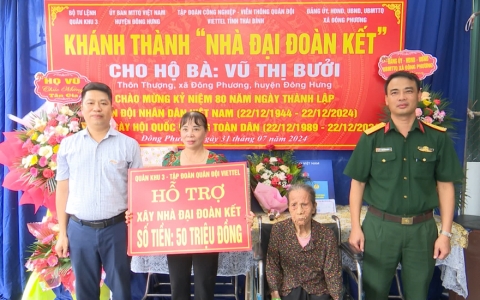 BỘ TƯ LỆNH
QUÂN KHU 3
ỦY BAN MTTQ VIỆT NAM
HUYỆN ĐÔNG HƯNG
TẬP ĐOÀN CÔNG NGHIỆP - VIỄN THÔNG QUÂN ĐỘI
VIETTEL TỈNH THÁI BÌNH
ĐẢNG ỦY, HĐND, UBND, UBMTTQ
XÃ ĐÔNG PHƯƠNG
KHÁNH THÀNH "NHÀ ĐẠI ĐOÀN KẾT"
CHO HỘ BÀ: VŨ THỊ BƯỞI
Thôn Thượng, xã Đông Phương, huyện Đông Hưng
CHÀO MỪNG KỶ NIỆM 80 NĂM NGÀY THÀNH LẬP
ĐỘI NHÂN DÂN VIỆT NAM (22/12/1944 - 22/12/2024)
NGÀY HỘI QUỐC TOÀN DÂN (22/12/1989 - 22/12/20
Đông Phương, 31 tháng 07 năm 2024
HỌ VŨ
Chúc Mừng
QUÂN KHU 3 - TẬP ĐOÀN QUÂN ĐỘI VIETTEL
HỖ TRỢ
XÂY NHÀ ĐẠI ĐOÀN KẾT
SỐ TIỀN: 50 TRIỆU ĐỒNG